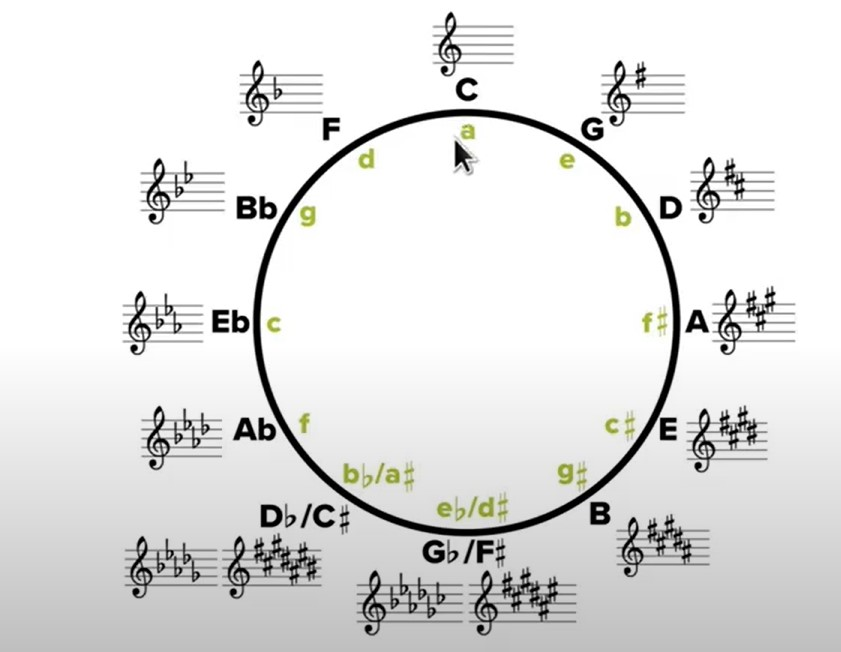 C
F
a
G
d
e
Bb
g
b
D
Eb
c
f♯
A
Ab
f
c♯
E
b♭/a♯
g♯
D♭/C♯
e♭/d♯
B
G♭/F♯